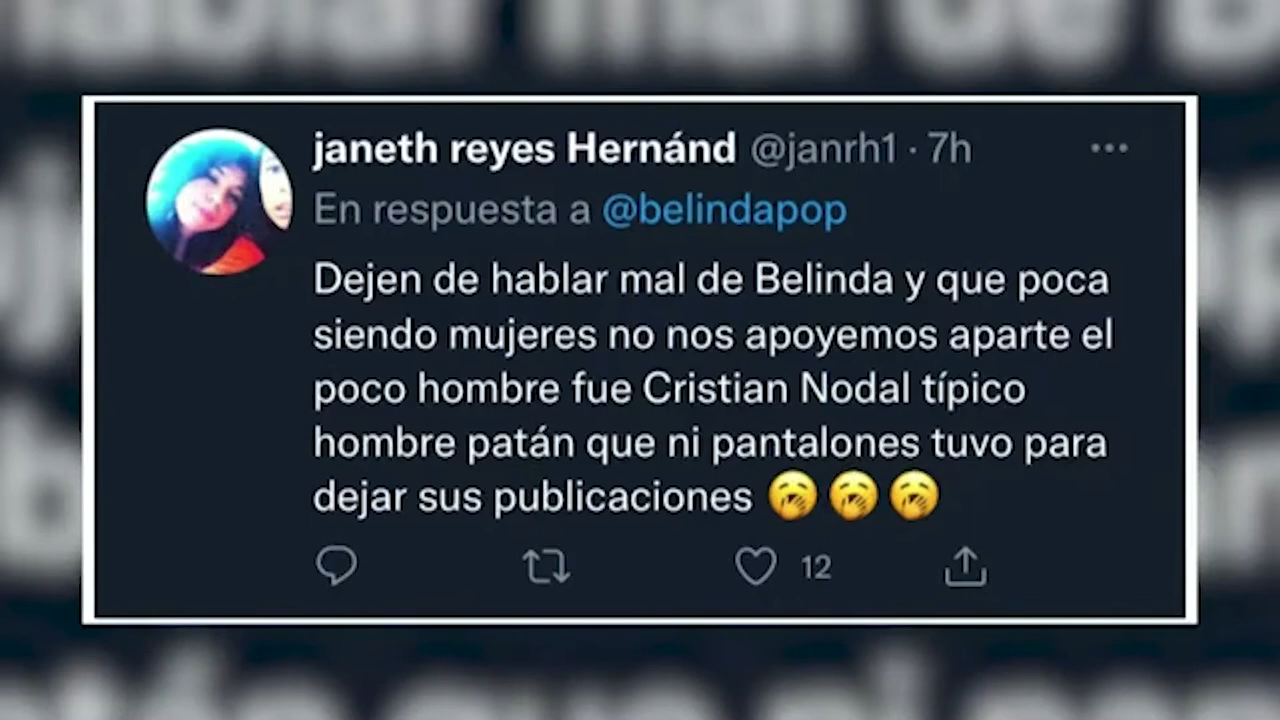 janeth reyes Hernánd @janrh1 · 7h
En respuesta a @belindapop
Dejen de hablar mal de Belinda y que poca
siendo mujeres no nos apoyemos aparte el
poco hombre fue Cristian Nodal típico
hombre patán que ni pantalones tuvo para
dejar sus publicaciones 🥱🥱🥱
12